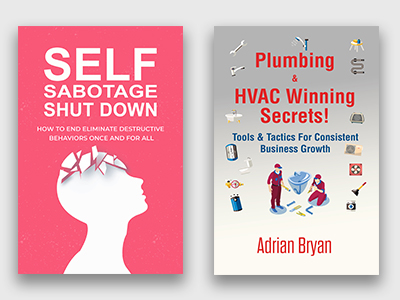 SELF
SABOTAGE
SHUT DOWN
HOW TO END ELIMINATE DESTRUCTIVE
BEHAVIORS ONCE AND FOR ALL
Plumbing
&
HVAC Winning
Secrets!
Tools & Tactics For Consistent
Business Growth
Adrian Bryan